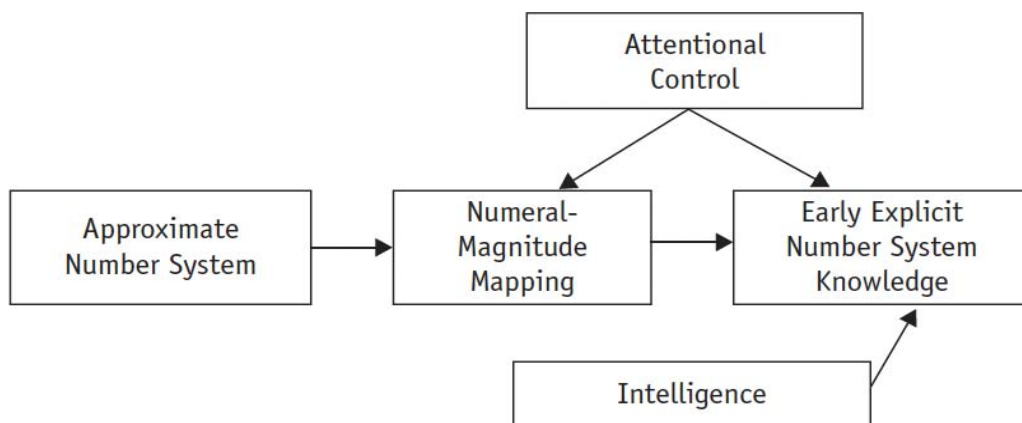 Attentional
Control
Approximate
Number System
Numeral-
Magnitude
Mapping
Early Explicit
Number System
Knowledge
Intelligence